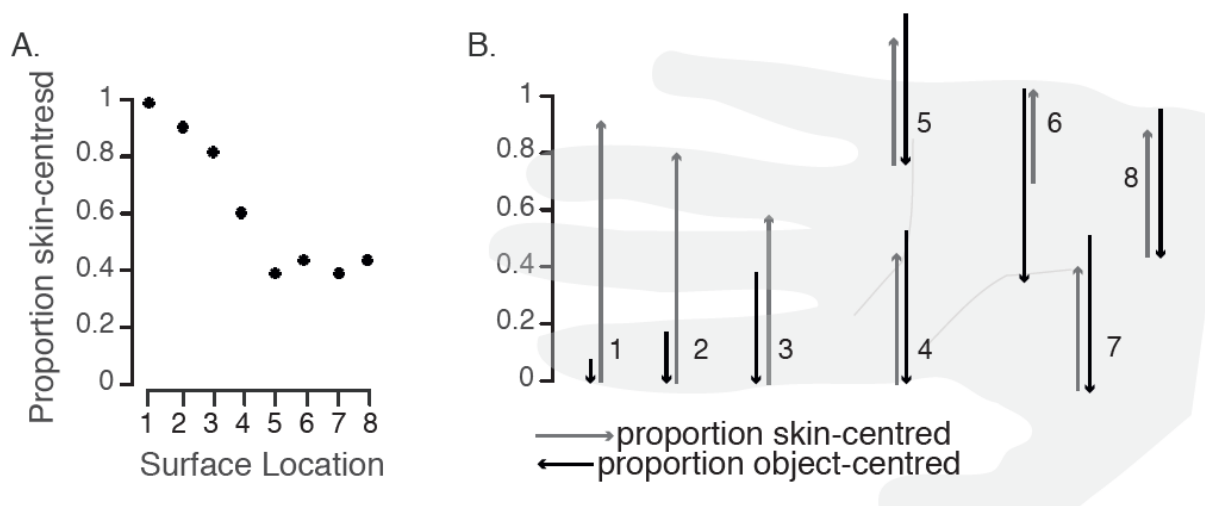 A.
Proportion skin-centresd
1
0.8
0.6
0.4
0.2
0
1 2 3 4 5 6 7 8
Surface Location
B.
1
0.8
0.6
0.4
0.2
0
5
6
8
1
2
3
4
7
proportion skin-centred
proportion object-centred